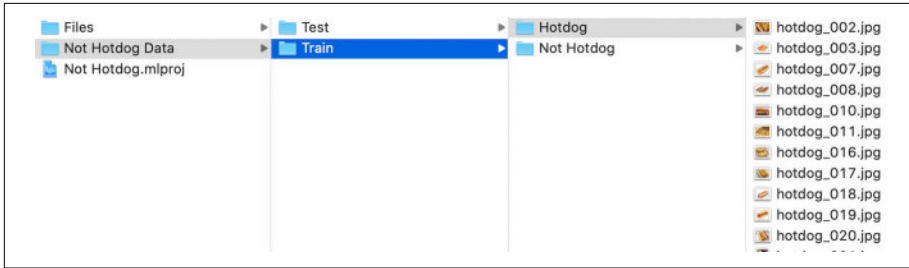 Files
Not Hotdog Data
Not Hotdog.mlproj
Test
Train
Hotdog
Not Hotdog
hotdog_002.jpg
hotdog_003.jpg
hotdog_007.jpg
hotdog_008.jpg
hotdog_010.jpg
hotdog_011.jpg
hotdog_016.jpg
hotdog_017.jpg
hotdog_018.jpg
hotdog_019.jpg
hotdog_020.jpg